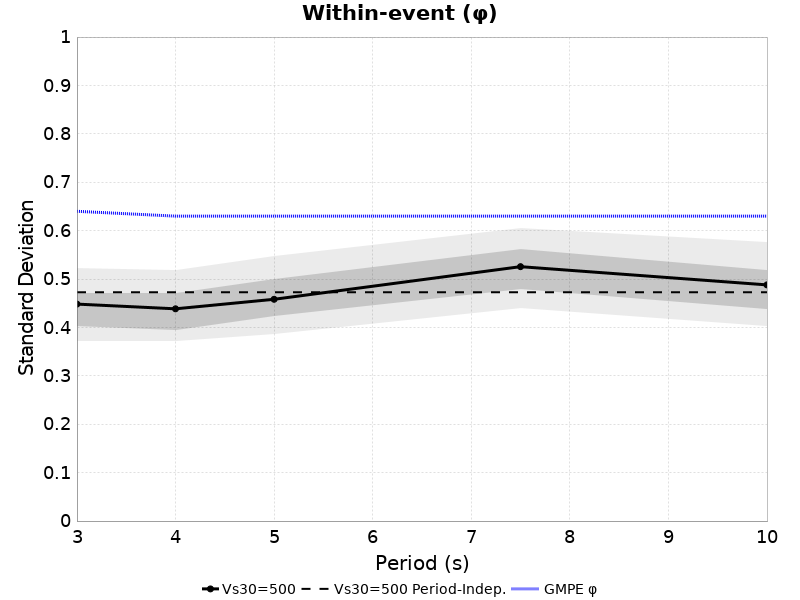 Within-event (φ)
Standard Deviation
1
0.9
0.8
0.7
0.6
0.5
0.4
0.3
0.2
0.1
0
3 4 5 6 7 8 9 10
Period (s)
Vs30=500 Vs30=500 Period-Indep. GMPE φ